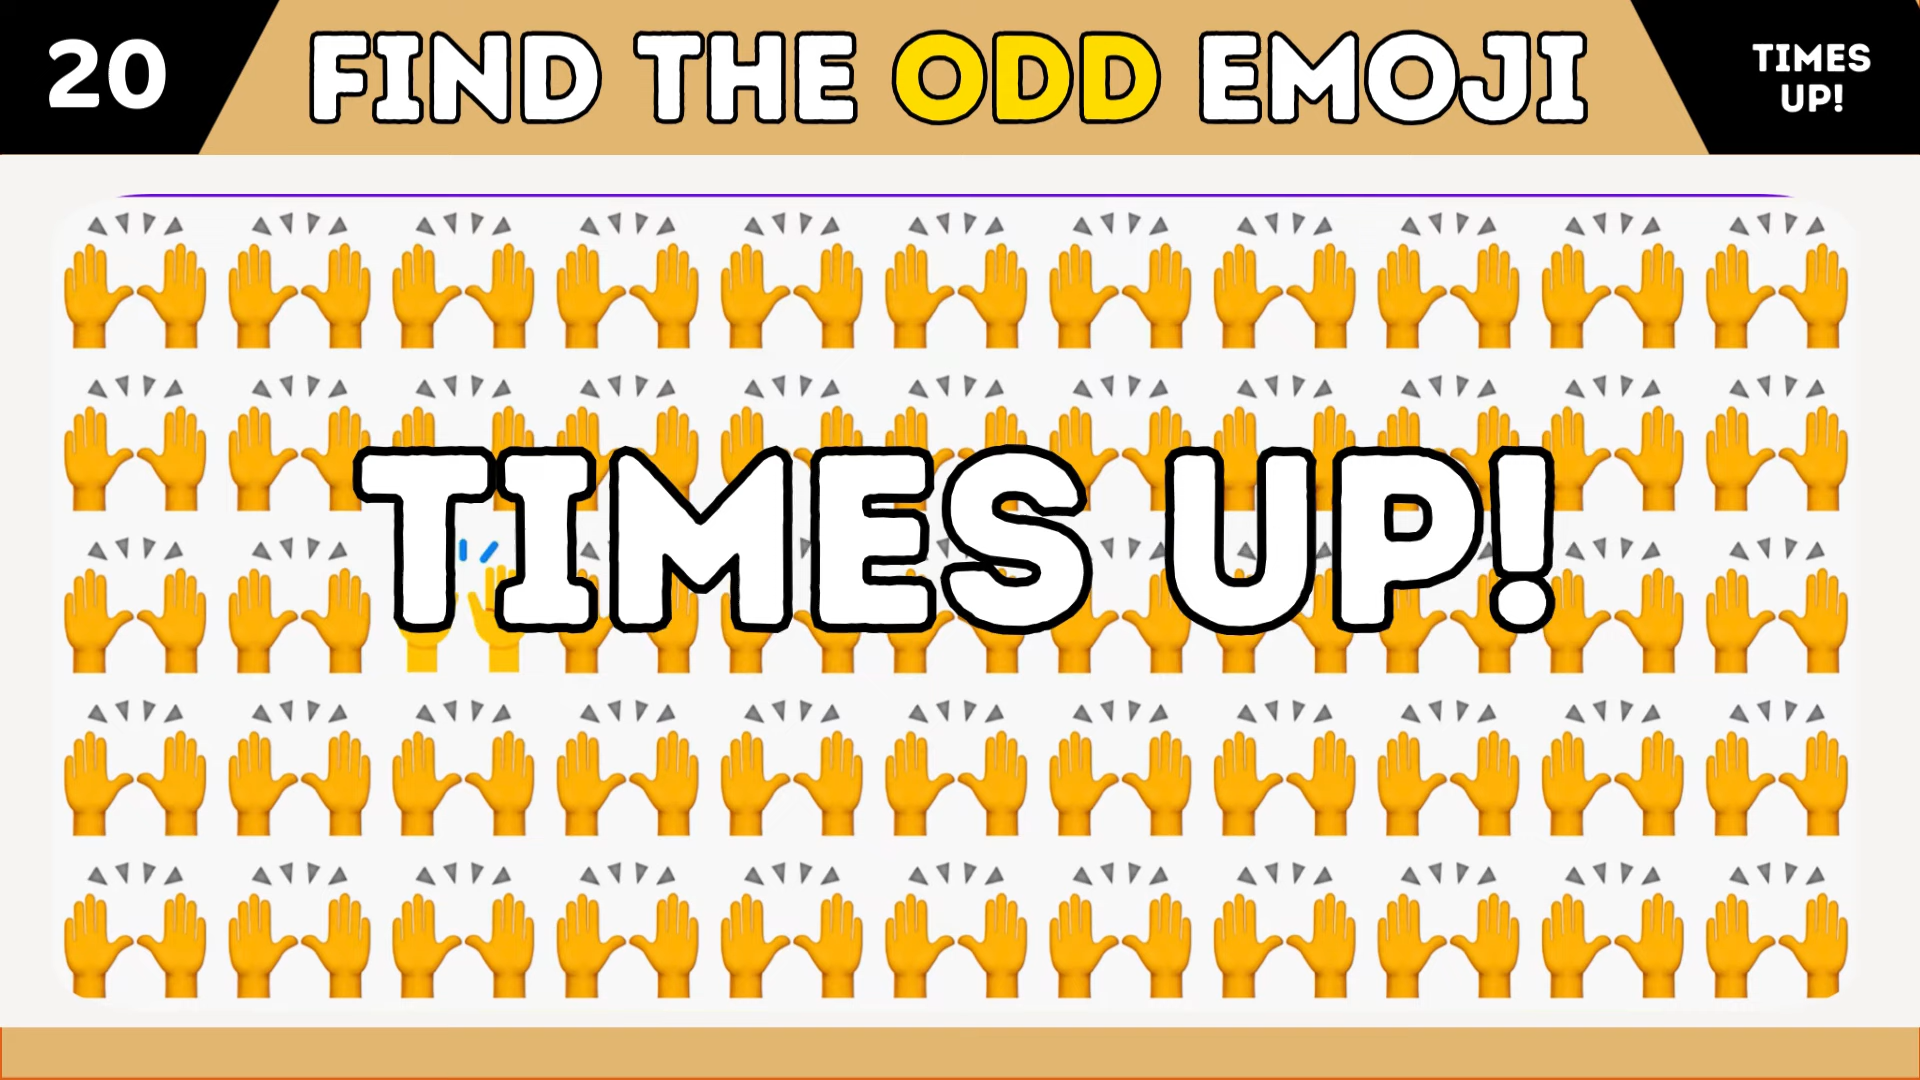 20
FIND THE ODD EMOJI
TIMES
UP!
TIMES UP!